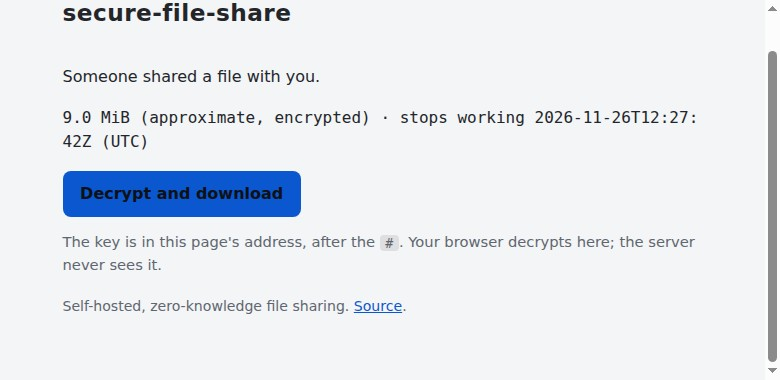 secure-file-share
Someone shared a file with you.
9.0 MiB (approximate, encrypted) · stops working 2026-11-26T12:27:
42Z (UTC)
Decrypt and download
The key is in this page's address, after the #. Your browser decrypts here; the server
never sees it.
Self-hosted, zero-knowledge file sharing. Source.